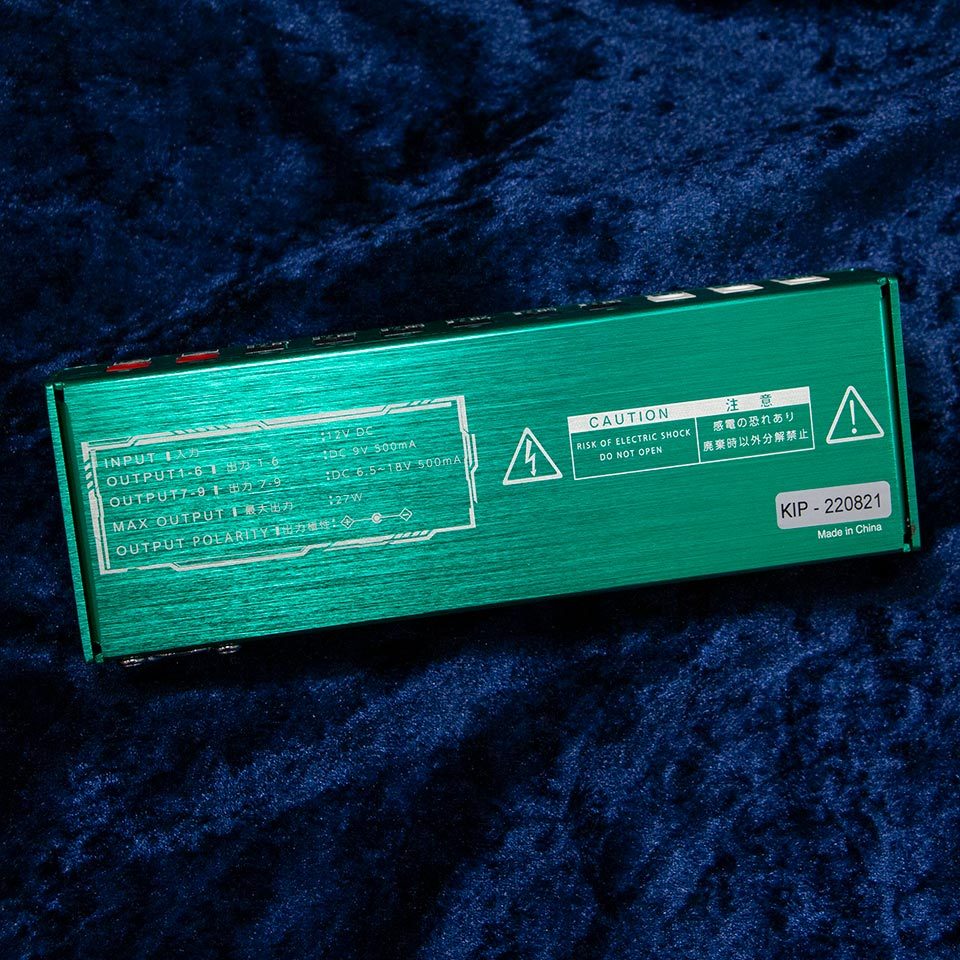 INPUT 入力 :12V DC
OUTPUT1-6 出力 1-6 :DC 9V 500mA
OUTPUT7-9 出力 7-9 :DC 6.5~18V 500mA
MAX OUTPUT 最大出力 :27W
OUTPUT POLARITY 出力極性:
CAUTION
RISK OF ELECTRIC SHOCK
DO NOT OPEN
注 意
感電の恐れあり
廃棄時以外分解禁止
KIP - 220821
Made in China